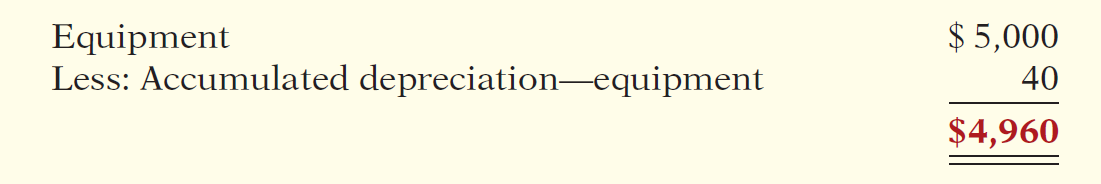 Equipment $ 5,000
Less: Accumulated depreciation—equipment 40
$4,960